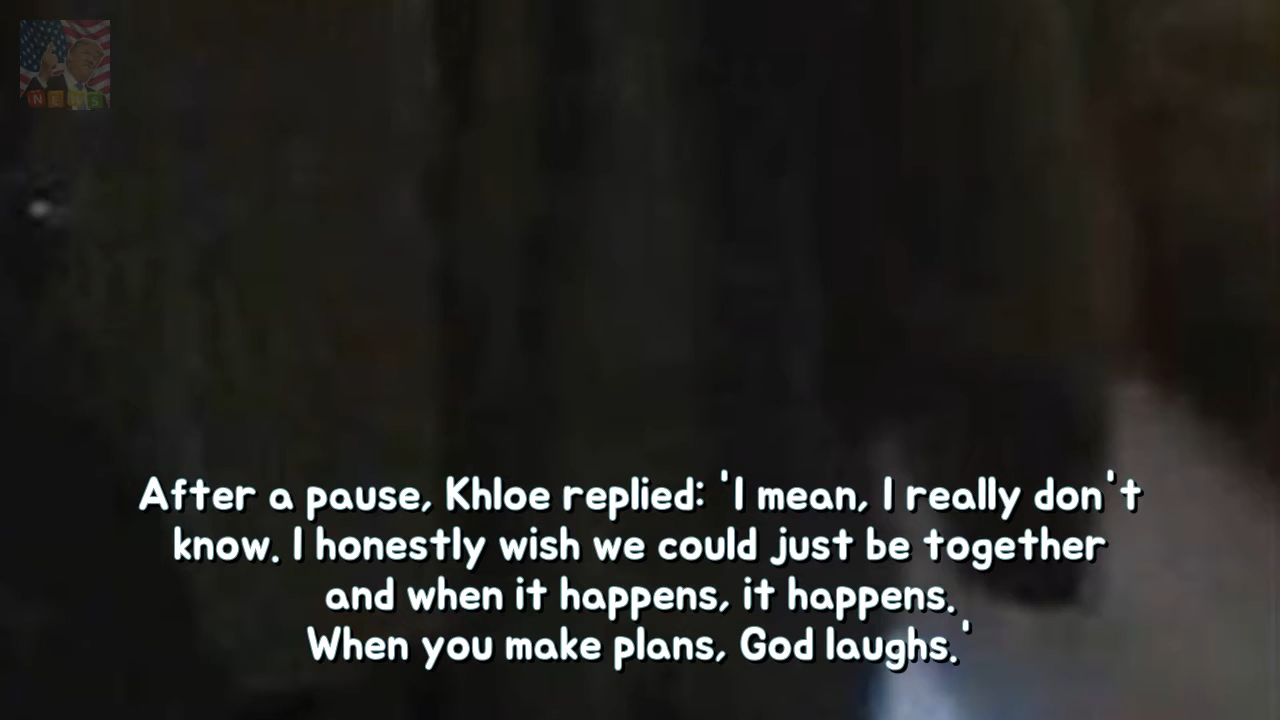 NEWS
After a pause, Khloe replied: 'I mean, I really don't
know. I honestly wish we could just be together
and when it happens, it happens.
When you make plans, God laughs.'